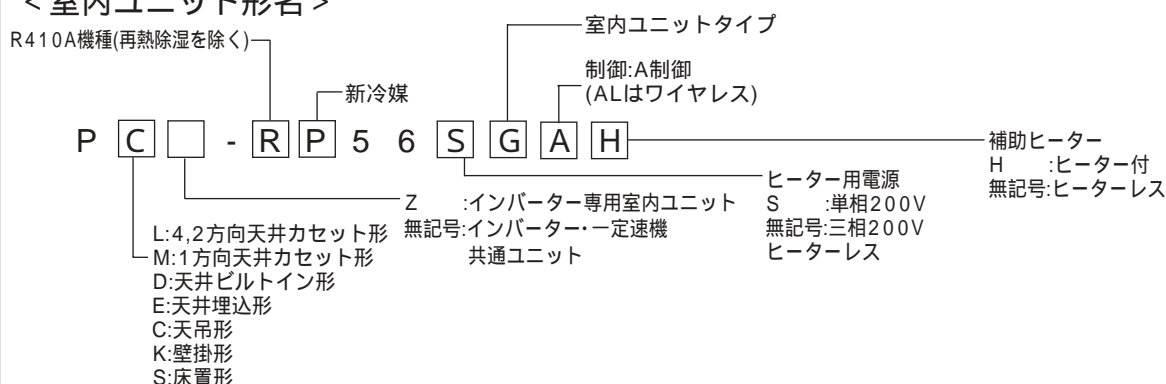 <室内ユニット形名>
R410A機種(再熱除湿を除く)
室内ユニットタイプ
新冷媒
制御:A制御
(ALはワイヤレス)
PC□-RP56SGAH
補助ヒーター
H :ヒーター付
無記号:ヒーターレス
ヒーター用電源
S :単相200V
無記号:三相200V
ヒーターレス
Z :インバーター専用室内ユニット
無記号:インバーター・一定速機
共通ユニット
L:4,2方向天井カセット形
M:1方向天井カセット形
D:天井ビルトイン形
E:天井埋込形
C:天吊形
K:壁掛形
S:床置形